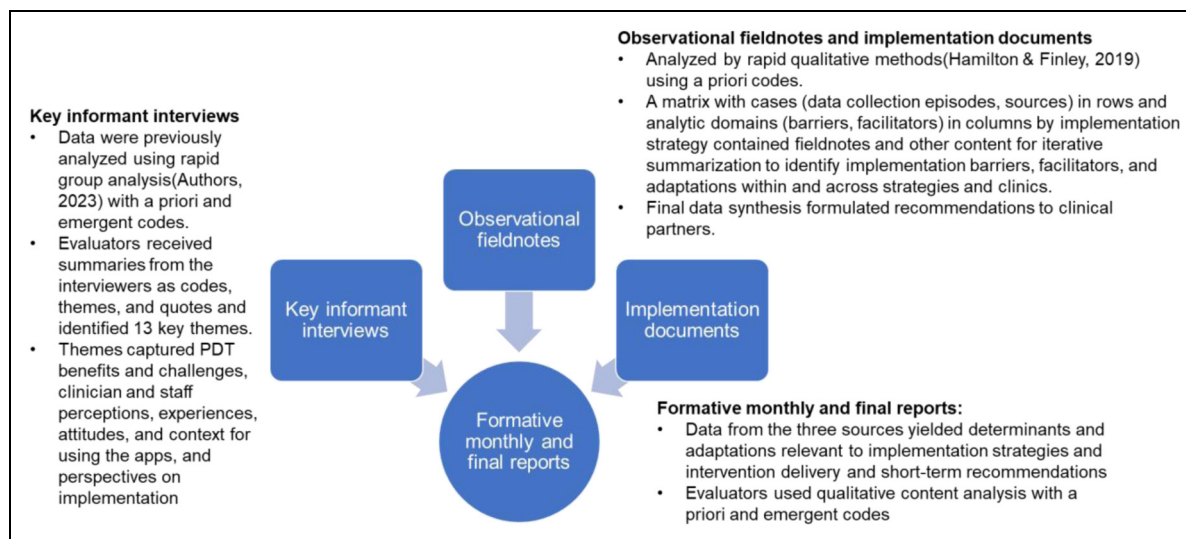 Key informant interviews
• Data were previously
analyzed using rapid
group analysis(Authors,
2023) with a priori and
emergent codes.
• Evaluators received
summaries from the
interviewers as codes,
themes, and quotes and
identified 13 key themes.
• Themes captured PDT
benefits and challenges,
clinician and staff
perceptions, experiences,
attitudes, and context for
using the apps, and
perspectives on
implementation
Observational fieldnotes and implementation documents
• Analyzed by rapid qualitative methods(Hamilton & Finley, 2019)
using a priori codes.
• A matrix with cases (data collection episodes, sources) in rows and
analytic domains (barriers, facilitators) in columns by implementation
strategy contained fieldnotes and other content for iterative
summarization to identify implementation barriers, facilitators, and
adaptations within and across strategies and clinics.
• Final data synthesis formulated recommendations to clinical
partners.
Observational
fieldnotes
Key informant
interviews
Implementation
documents
Formative
monthly and
final reports
Formative monthly and final reports:
• Data from the three sources yielded determinants and
adaptations relevant to implementation strategies and
intervention delivery and short-term recommendations
• Evaluators used qualitative content analysis with a
priori and emergent codes